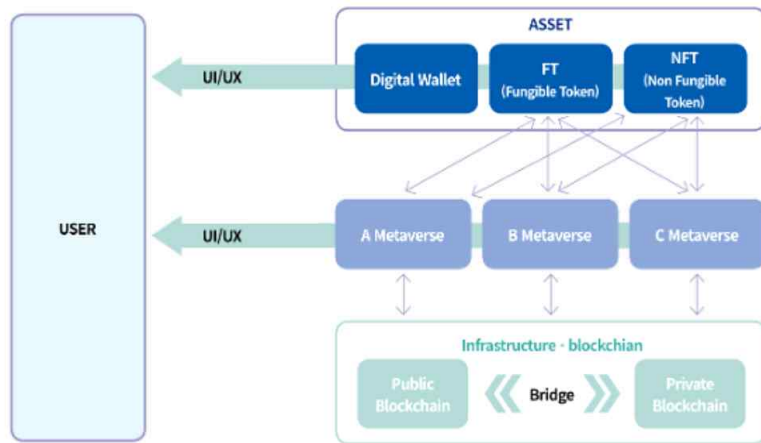 ASSET
Digital Wallet
FT
(Fungible Token)
NFT
(Non Fungible
Token)
UI/UX
USER
UI/UX
A Metaverse
B Metaverse
C Metaverse
Infrastructure · blockchian
Public
Blockchain
Bridge
Private
Blockchain